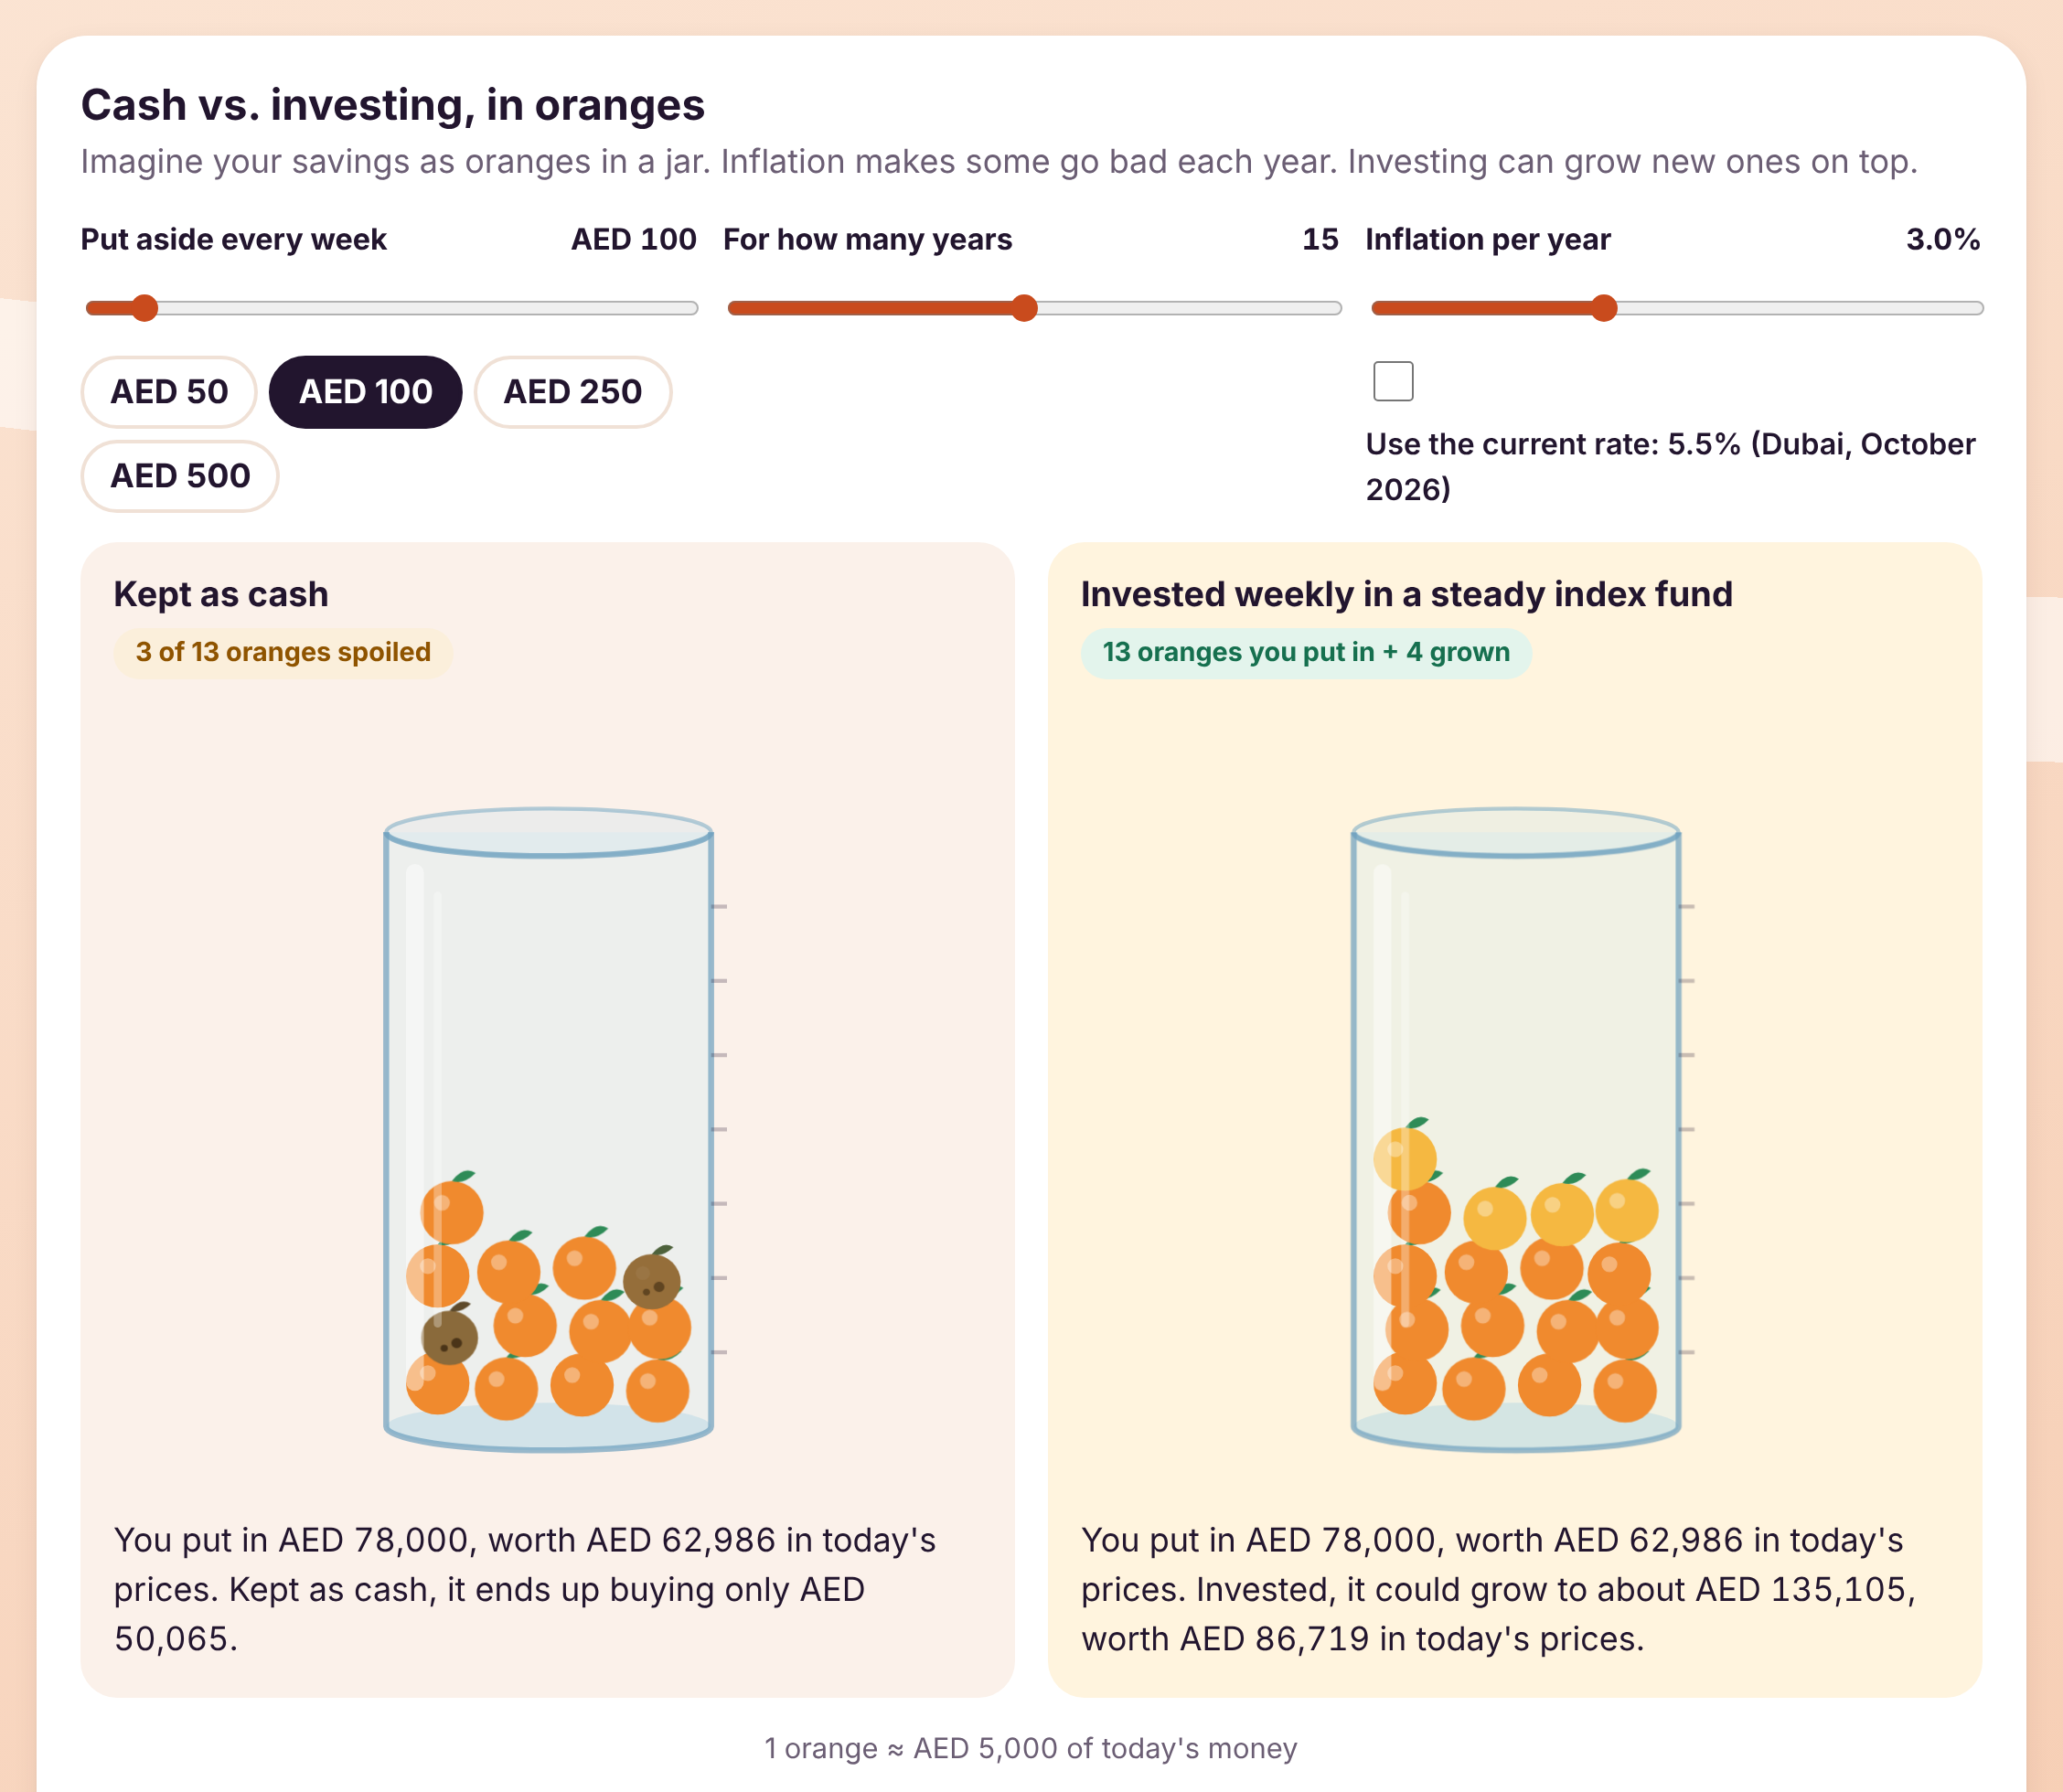 Cash vs. investing, in oranges
Imagine your savings as oranges in a jar. Inflation makes some go bad each year. Investing can grow new ones on top.
Put aside every week AED 100
For how many years 15
Inflation per year 3.0%
AED 50 AED 100 AED 250
AED 500
Use the current rate: 5.5% (Dubai, October
2026)
Kept as cash
3 of 13 oranges spoiled
You put in AED 78,000, worth AED 62,986 in today's
prices. Kept as cash, it ends up buying only AED
50,065.
Invested weekly in a steady index fund
13 oranges you put in + 4 grown
You put in AED 78,000, worth AED 62,986 in today's
prices. Invested, it could grow to about AED 135,105,
worth AED 86,719 in today's prices.
1 orange ≈ AED 5,000 of today's money